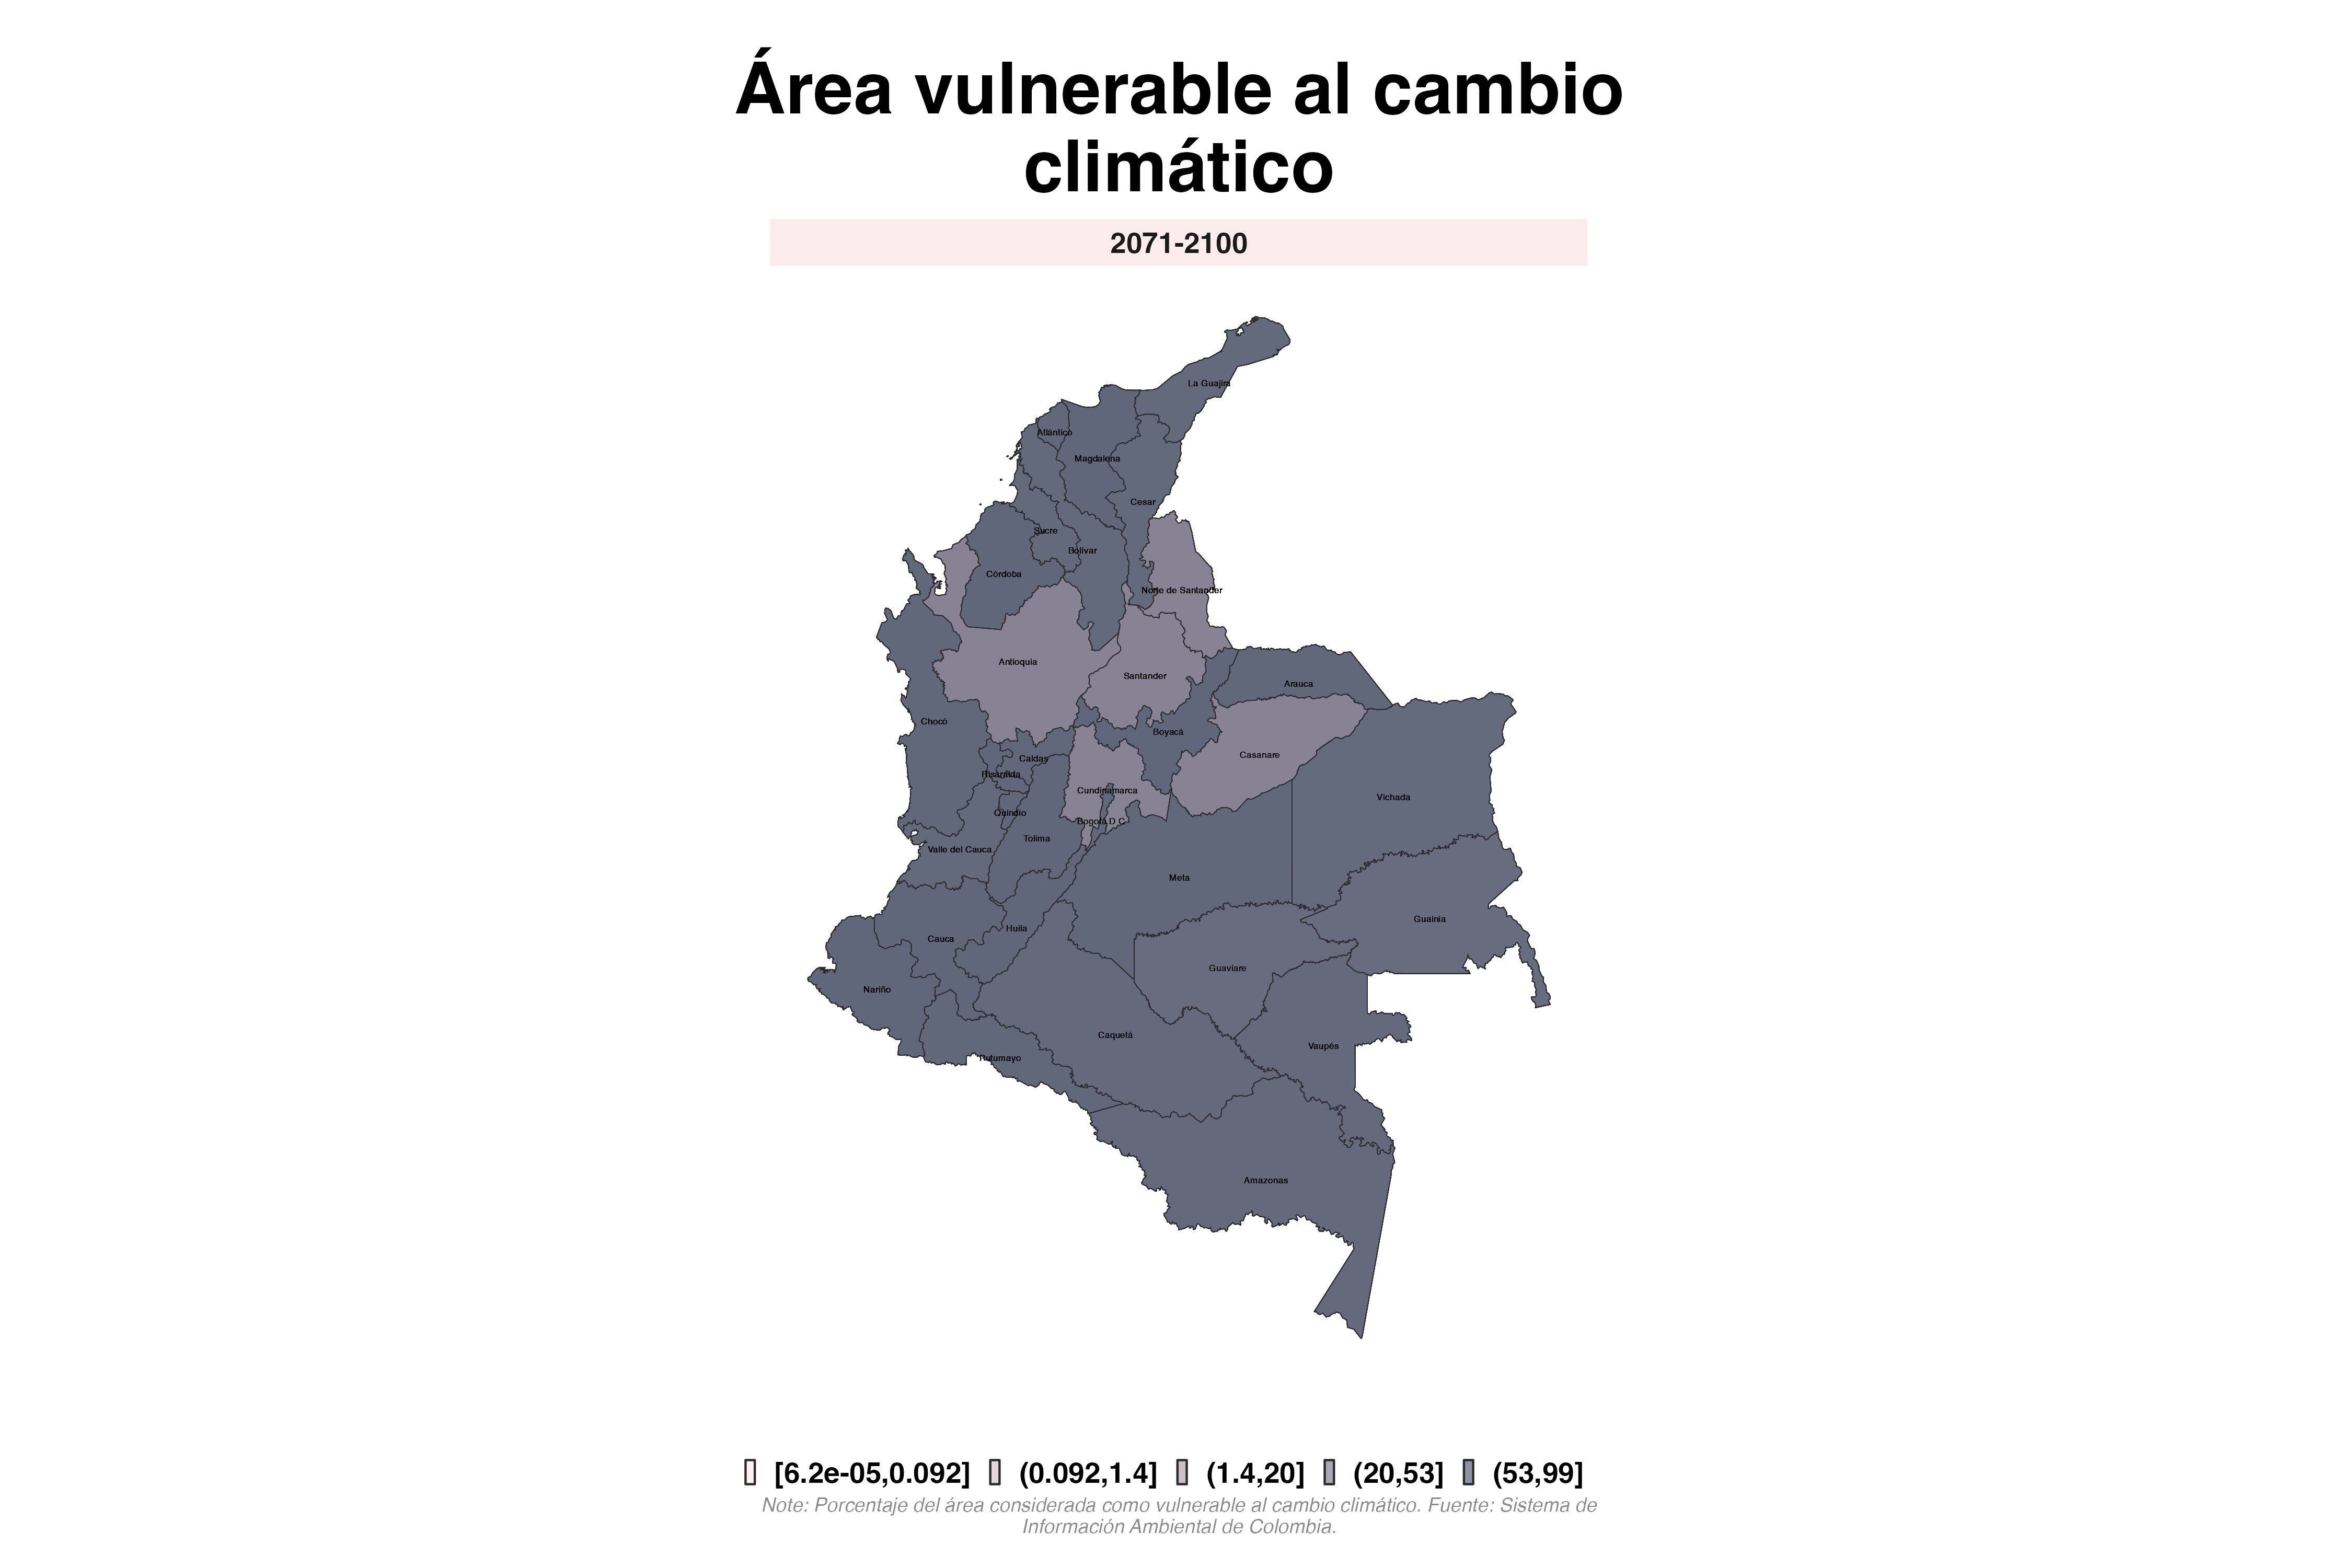 Área vulnerable al cambio
climático
2071-2100
La Guajira
Atlántico
Magdalena
Cesar
Sucre
Bolívar
Córdoba
Norte de Santander
Antioquia
Santander
Arauca
Chocó
Boyacá
Casanare
Caldas
Risaralda
Cundinamarca
Vichada
Quindío
Bogotá D C
Tolima
Valle del Cauca
Meta
Guainía
Huila
Cauca
Guaviare
Nariño
Caquetá
Vaupés
Putumayo
Amazonas
[6.2e-05,0.092] (0.092,1.4] (1.4,20] (20,53] (53,99]
Note: Porcentaje del área considerada como vulnerable al cambio climático. Fuente: Sistema de
Información Ambiental de Colombia.